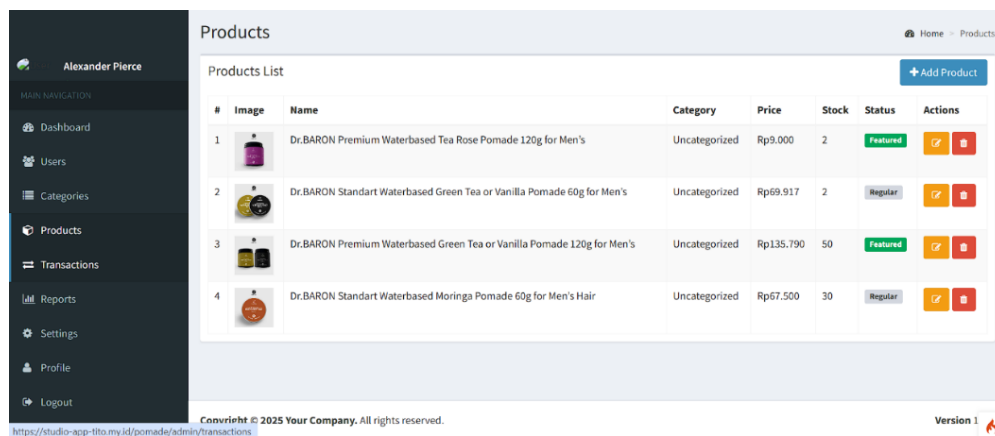 Products
Home > Products
Alexander Pierce
MAIN NAVIGATION
Dashboard
Users
Categories
Products
Transactions
Reports
Settings
Profile
Logout
Products List
Add Product
# Image Name Category Price Stock Status Actions
1 Dr.BARON Premium Waterbased Tea Rose Pomade 120g for Men's Uncategorized Rp9.000 2 Featured
2 Dr.BARON Standart Waterbased Green Tea or Vanilla Pomade 60g for Men's Uncategorized Rp69.917 2 Regular
3 Dr.BARON Premium Waterbased Green Tea or Vanilla Pomade 120g for Men's Uncategorized Rp135.790 50 Featured
4 Dr.BARON Standart Waterbased Moringa Pomade 60g for Men's Hair Uncategorized Rp67.500 30 Regular
Copyright © 2025 Your Company. All rights reserved.
Version 1
https://studio-app-tito.my.id/pomade/admin/transactions